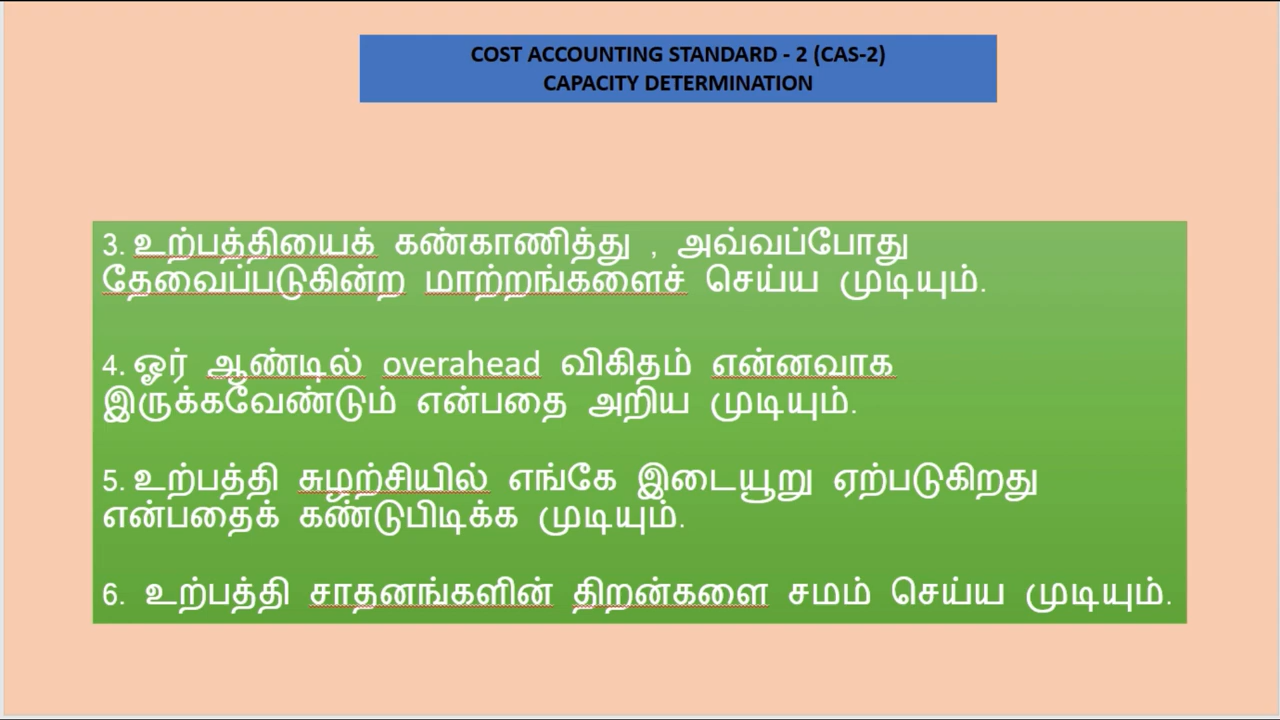 COST ACCOUNTING STANDARD - 2 (CAS-2)
CAPACITY DETERMINATION
3. உற்பத்தியைக் கண்காணித்து , அவ்வப்போது
தேவைப்படுகின்ற மாற்றங்களைச் செய்ய முடியும்.
4. ஓர் ஆண்டில் overahead விகிதம் என்னவாக
இருக்கவேண்டும் என்பதை அறிய முடியும்.
5. உற்பத்தி சுழற்சியில் எங்கே இடையூறு ஏற்படுகிறது
என்பதைக் கண்டுபிடிக்க முடியும்.
6. உற்பத்தி சாதனங்களின் திறன்களை சமம் செய்ய முடியும்.